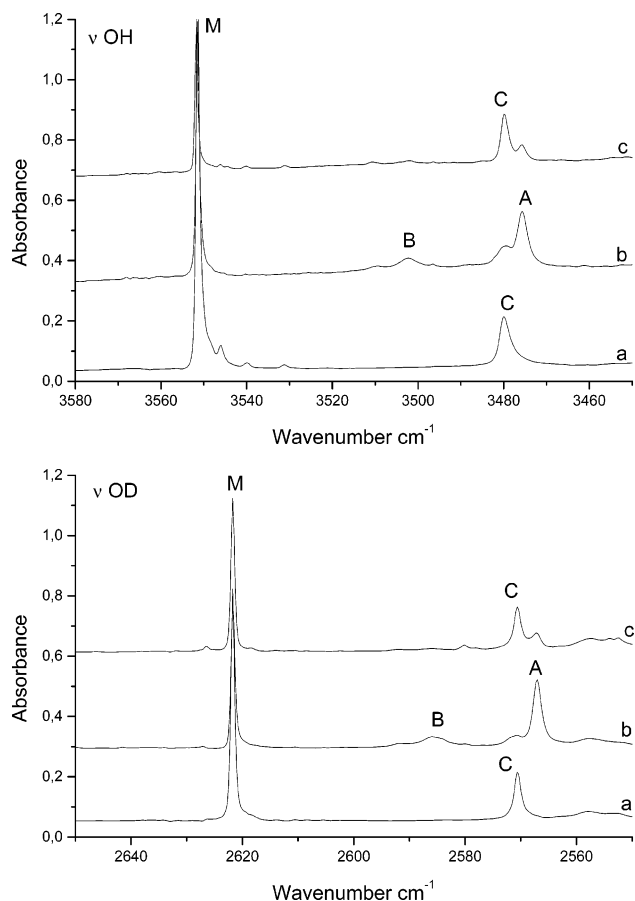 ν OH
M
1,2
1,0
C
c
0,8
0,6
A
B
b
0,4
C
a
0,2
0,0
Absorbance
3580 3560 3540 3520 3500 3480 3460
Wavenumber cm-1
ν OD
M
1,2
1,0
C
c
0,8
0,6
A
B
b
0,4
C
a
0,2
0,0
Absorbance
2640 2620 2600 2580 2560
Wavenumber cm-1